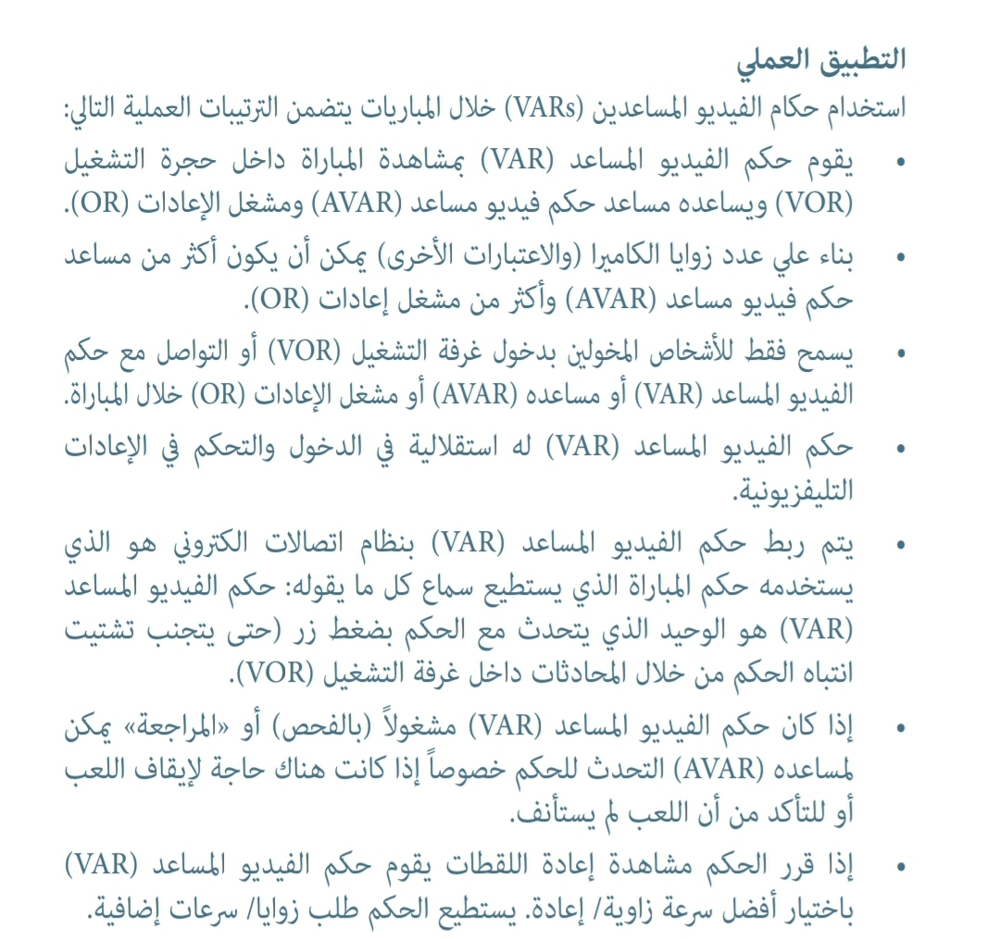 التطبيق العملي
استخدام حكام الفيديو المساعدين (VARs) خلال المباريات يتضمن الترتيبات العملية التالي:
• يقوم حكم الفيديو المساعد (VAR) بمشاهدة المباراة داخل حجرة التشغيل
(VOR) ويساعده مساعد حكم فيديو مساعد (AVAR) ومشغل الإعادات (OR).
• بناء علي عدد زوايا الكاميرا (والاعتبارات الأخرى) يمكن أن يكون أكثر من مساعد
حكم فيديو مساعد (AVAR) وأكثر من مشغل إعادات (OR).
• يسمح فقط للأشخاص المخولين بدخول غرفة التشغيل (VOR) أو التواصل مع حكم
الفيديو المساعد (VAR) أو مساعده (AVAR) أو مشغل الإعادات (OR) خلال المباراة.
• حكم الفيديو المساعد (VAR) له استقلالية في الدخول والتحكم في الإعادات
التليفزيونية.
• يتم ربط حكم الفيديو المساعد (VAR) بنظام اتصالات الكتروني هو الذي
يستخدمه حكم المباراة الذي يستطيع سماع كل ما يقوله: حكم الفيديو المساعد
(VAR) هو الوحيد الذي يتحدث مع الحكم بضغط زر (حتى يتجنب تشتيت
انتباه الحكم من خلال المحادثات داخل غرفة التشغيل (VOR).
• إذا كان حكم الفيديو المساعد (VAR) مشغولاً (بالفحص) أو «المراجعة» يمكن
لمساعده (AVAR) التحدث للحكم خصوصاً إذا كانت هناك حاجة لإيقاف اللعب
أو للتأكد من أن اللعب لم يستأنف.
• إذا قرر الحكم مشاهدة إعادة اللقطات يقوم حكم الفيديو المساعد (VAR)
باختيار أفضل سرعة زاوية/ إعادة. يستطيع الحكم طلب زوايا/ سرعات إضافية.